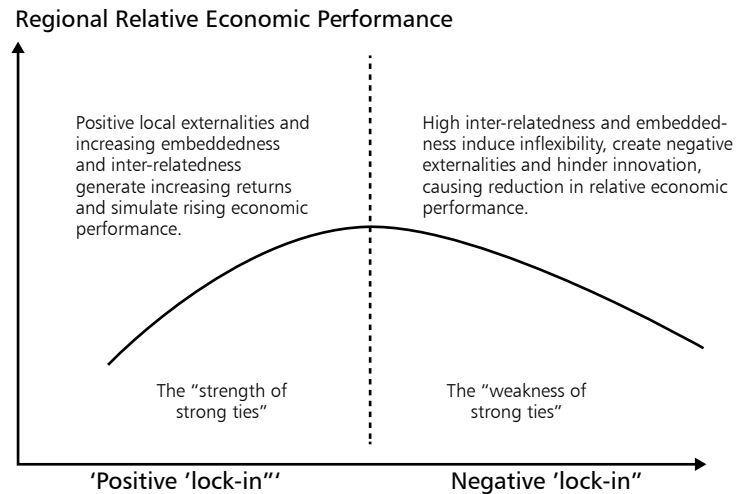 Regional Relative Economic Performance
Positive local externalities and
increasing embeddedness
and inter-relatedness
generate increasing returns
and simulate rising economic
performance.
High inter-relatedness and embedded-
ness induce inflexibility, create negative
externalities and hinder innovation,
causing reduction in relative economic
performance.
The “strength of
strong ties”
The “weakness of
strong ties”
‘Positive ‘lock-in”‘
Negative ‘lock-in”